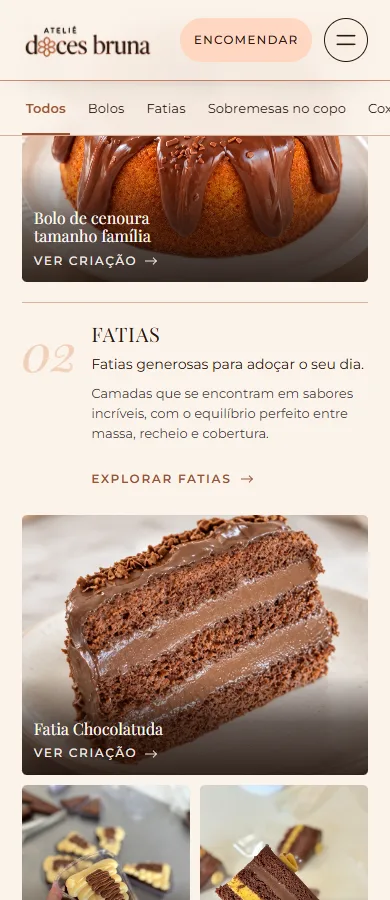 ATELIÊ
doces bruna
ENCOMENDAR
Todos Bolos Fatias Sobremesas no copo
Bolo de cenoura
tamanho família
VER CRIAÇÃO →
02
FATIAS
Fatias generosas para adoçar o seu dia.
Camadas que se encontram em sabores
incríveis, com o equilíbrio perfeito entre
massa, recheio e cobertura.
EXPLORAR FATIAS →
Fatia Chocolatuda
VER CRIAÇÃO →